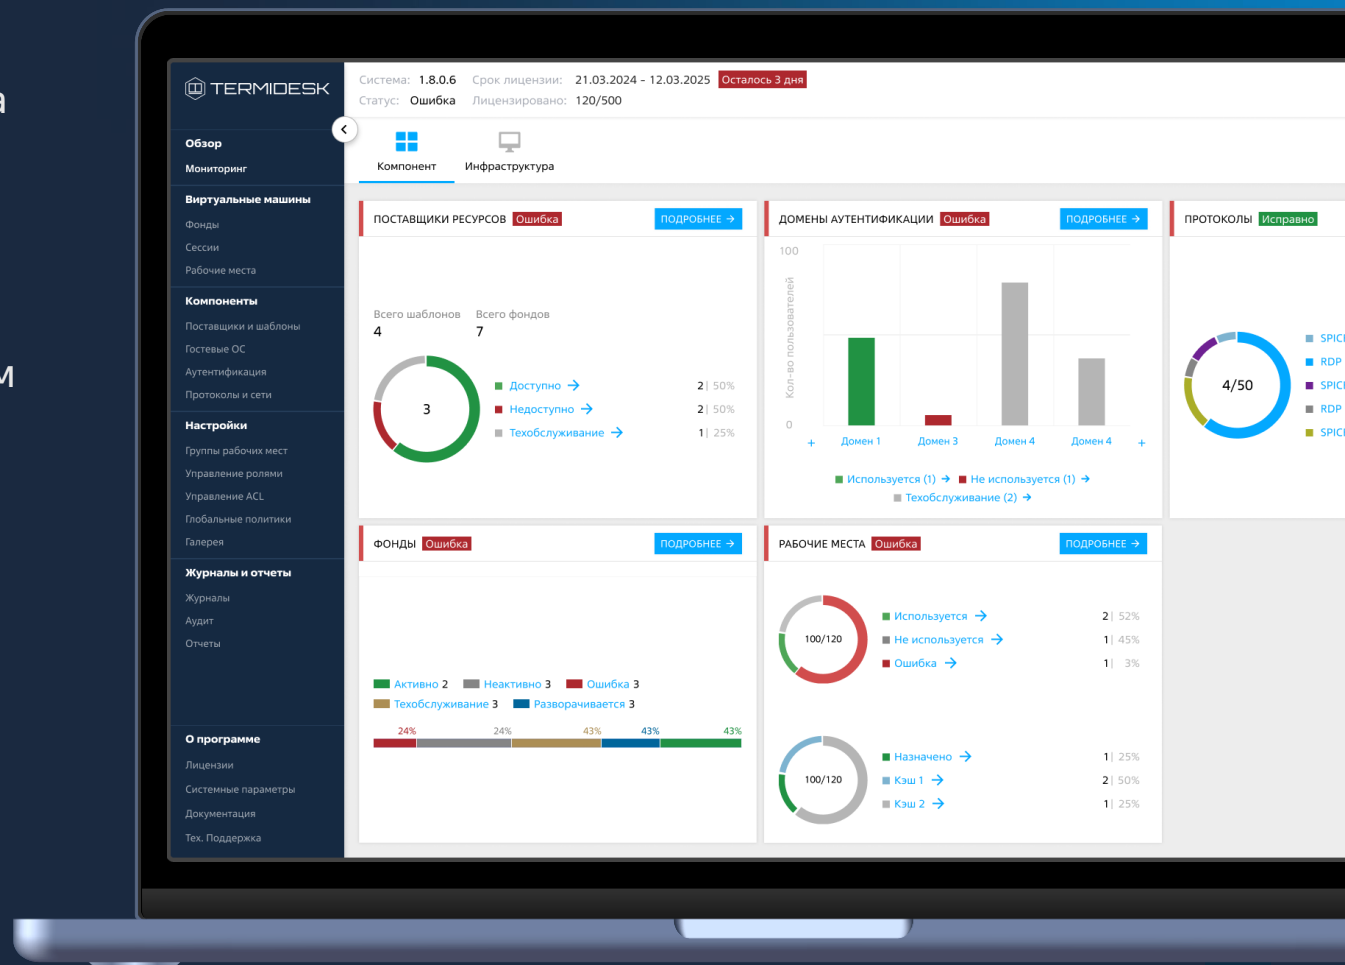 а
м
TERMIDESK
Система: 1.8.0.6 Срок лицензии: 21.03.2024 - 12.03.2025 Осталось 3 дня
Статус: Ошибка Лицензировано: 120/500
Обзор
Мониторинг
Виртуальные машины
Фонды
Сессии
Рабочие места
Компоненты
Поставщики и шаблоны
Гостевые ОС
Аутентификация
Протоколы и сети
Настройки
Группы рабочих мест
Управление ролями
Управление ACL
Глобальные политики
Галерея
Журналы и отчеты
Журналы
Аудит
Отчеты
О программе
Лицензии
Системные параметры
Документация
Тех. Поддержка
Компонент Инфраструктура
ПОСТАВЩИКИ РЕСУРСОВ Ошибка ПОДРОБНЕЕ →
Всего шаблонов Всего фондов
4 7
3
Доступно → 2| 50%
Недоступно → 2| 50%
Техобслуживание → 1| 25%
ДОМЕНЫ АУТЕНТИФИКАЦИИ Ошибка ПОДРОБНЕЕ →
100
Кол-во пользователей
0
+ Домен 1 Домен 3 Домен 4 Домен 4 +
Используется (1) → Не используется (1) →
Техобслуживание (2) →
ПРОТОКОЛЫ Исправно
4/50
SPIC
RDP
SPIC
RDP
SPIC
ФОНДЫ Ошибка ПОДРОБНЕЕ →
Активно 2 Неактивно 3 Ошибка 3
Техобслуживание 3 Разворачивается 3
24% 24% 43% 43% 43%
РАБОЧИЕ МЕСТА Ошибка ПОДРОБНЕЕ →
100/120
Используется → 2| 52%
Не используется → 1| 45%
Ошибка → 1| 3%
100/120
Назначено → 1| 25%
Кэш 1 → 2| 50%
Кэш 2 → 1| 25%